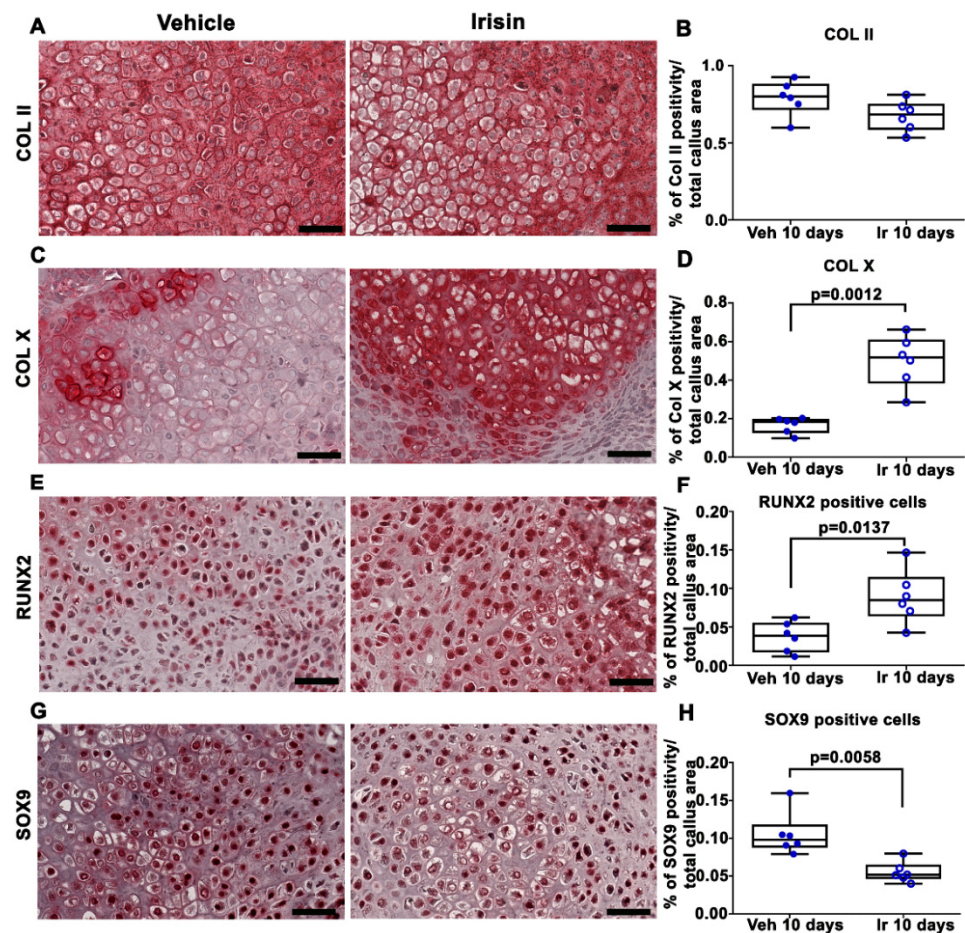 Vehicle
Irisin
A
COL II
B
COL II
% of Col II positivity/
total callus area
1.0
0.5
0.0
Veh 10 days
Ir 10 days
C
COL X
D
COL X
p=0.0012
% of Col X positivity/
total callus area
0.8
0.6
0.4
0.2
0.0
Veh 10 days
Ir 10 days
E
RUNX2
F
RUNX2 positive cells
p=0.0137
% of RUNX2 positivity/
total callus area
0.20
0.15
0.10
0.05
0.00
Veh 10 days
Ir 10 days
G
SOX9
H
SOX9 positive cells
p=0.0058
% of SOX9 positivity/
total callus area
0.20
0.15
0.10
0.05
0.00
Veh 10 days
Ir 10 days